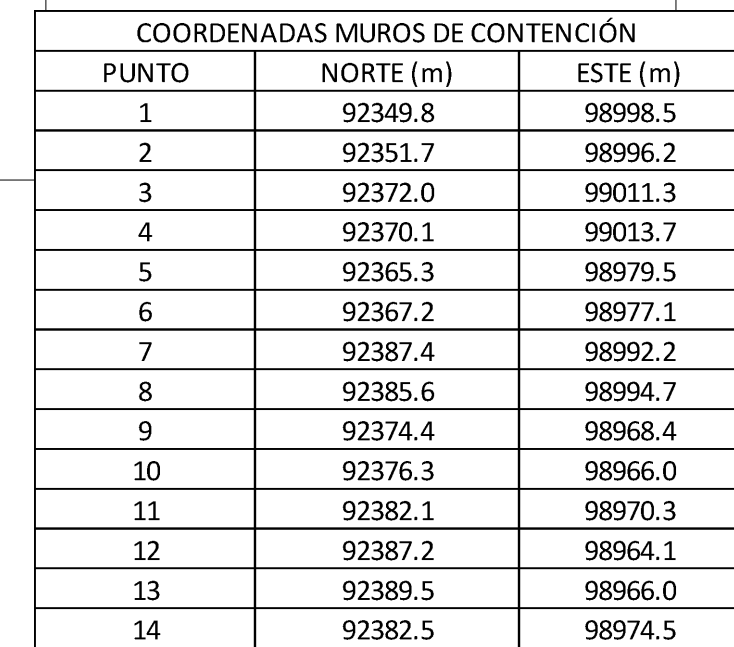 COORDENADAS MUROS DE CONTENCIÓN
PUNTO NORTE (m) ESTE (m)
1 92349.8 98998.5
2 92351.7 98996.2
3 92372.0 99011.3
4 92370.1 99013.7
5 92365.3 98979.5
6 92367.2 98977.1
7 92387.4 98992.2
8 92385.6 98994.7
9 92374.4 98968.4
10 92376.3 98966.0
11 92382.1 98970.3
12 92387.2 98964.1
13 92389.5 98966.0
14 92382.5 98974.5